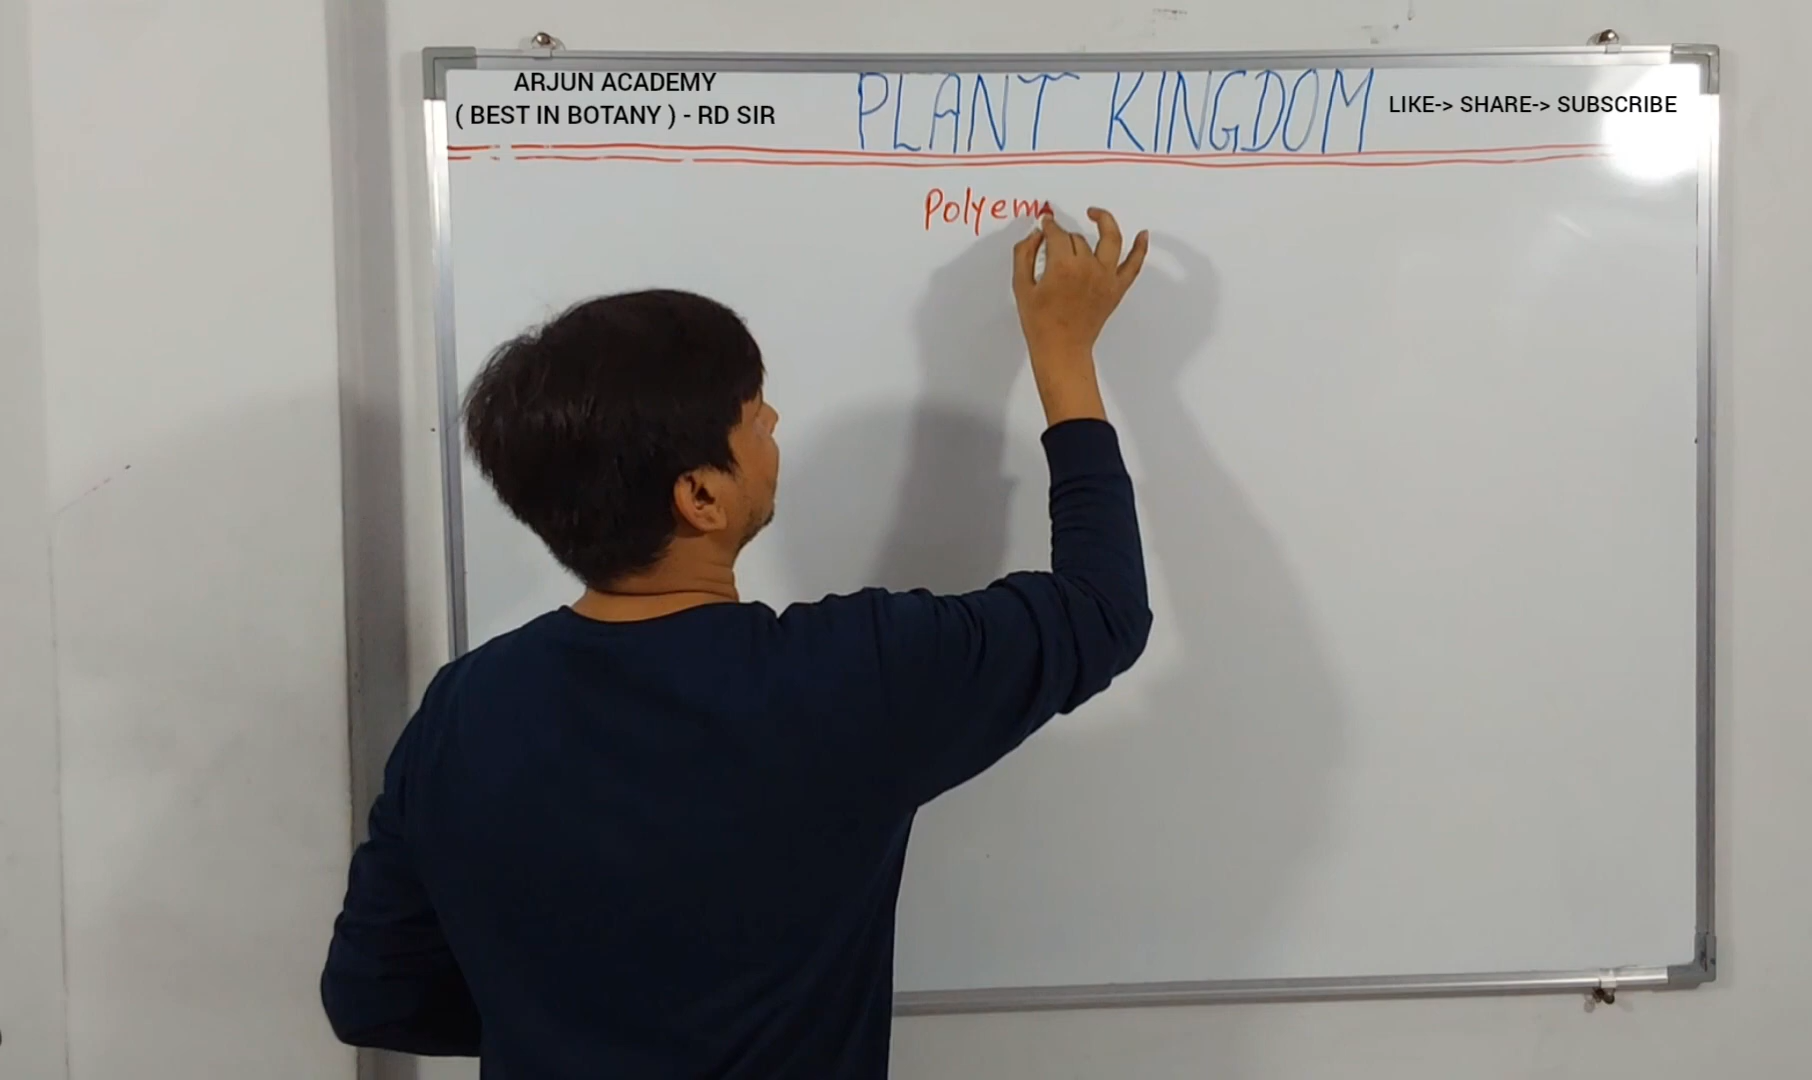 ARJUN ACADEMY
( BEST IN BOTANY ) - RD SIR
PLANT KINGDOM
LIKE-> SHARE-> SUBSCRIBE
Polyem